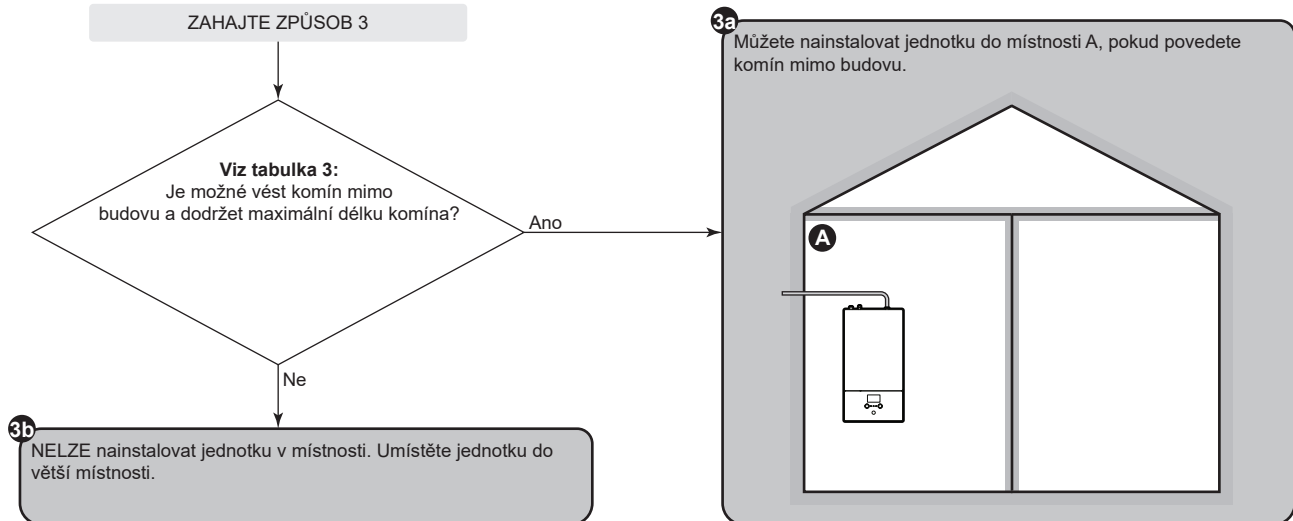 ZAHAJTE ZPŮSOB 3
Viz tabulka 3:
Je možné vést komín mimo
budovu a dodržet maximální délku komína?
Ano
Ne
3a
Můžete nainstalovat jednotku do místnosti A, pokud povedete
komín mimo budovu.
A
3b
NELZE nainstalovat jednotku v místnosti. Umístěte jednotku do
větší místnosti.